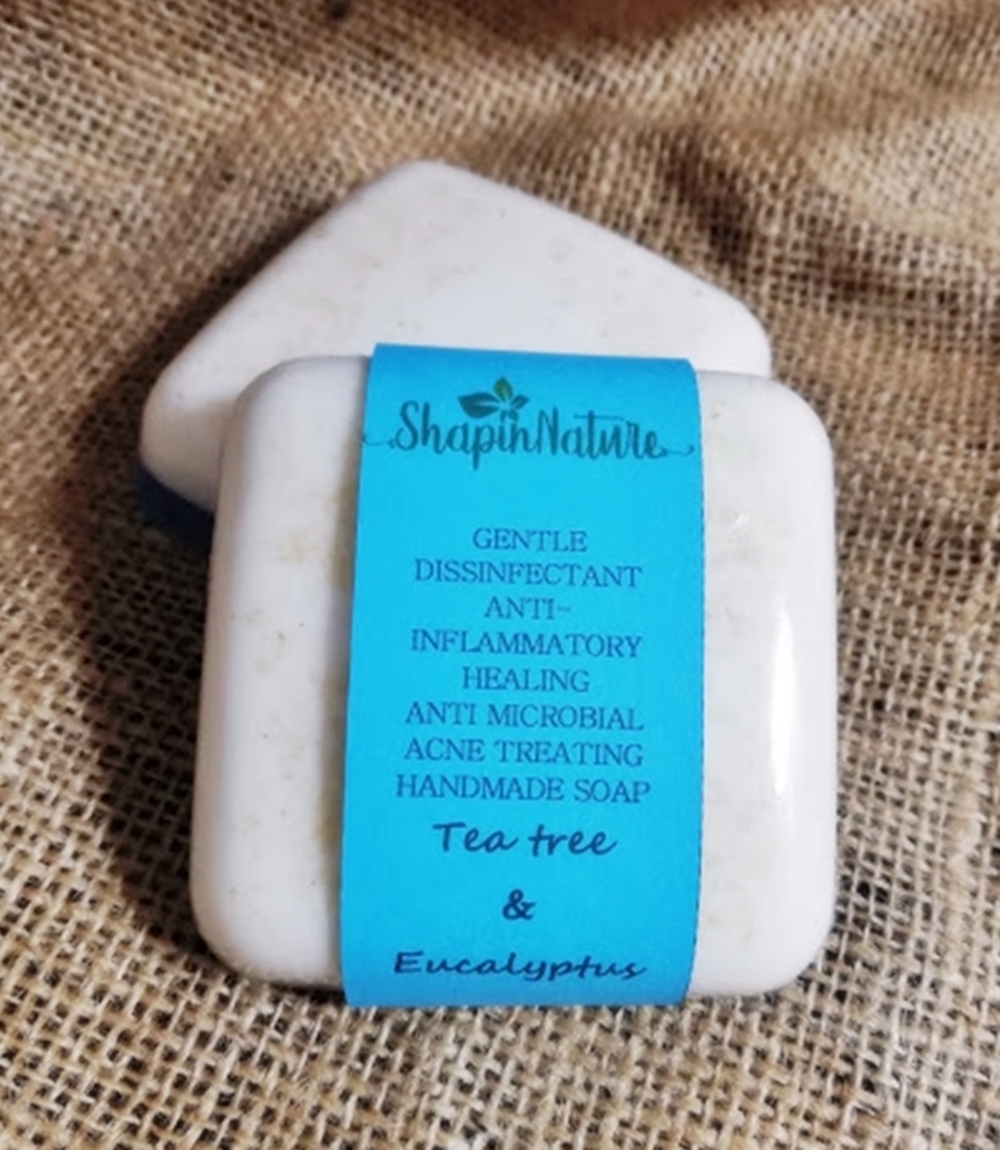 ShapinNature
GENTLE
DISSINFECTANT
ANTI-
INFLAMMATORY
HEALING
ANTI MICROBIAL
ACNE TREATING
HANDMADE SOAP
Tea tree
&
Eucalyptus